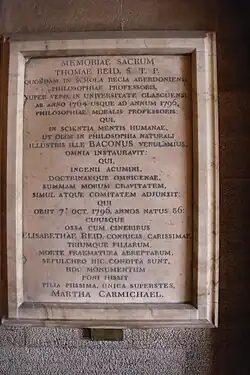 MEMORIAE SACRUM
THOMAE REID, S. T. P.
QUONDAM IN SCHOLA REGIA ABERDONIENSI
PHILOSOPHIAE PROFESSORIS,
NUPER VERO IN UNIVERSITATE GLASGUENSI
AB ANNO 1764 USQUE AD ANNUM 1796,
PHILOSOPHIAE MORALIS PROFESSORIS:
QUI,
IN SCIENTIA MENTIS HUMANAE,
UT OLIM IN PHILOSOPHIA NATURALI
ILLUSTRIS ILLE BACONUS VERULAMIUS,
OMNIA INSTAURAVIT:
QUI,
INGENII ACUMINI,
DOCTRINAEQUE OMNIGENAE,
SUMMAM MORUM GRAVITATEM,
SIMUL ATQUE COMITATEM ADJUNXIT:
QUI
OBIIT 7º OCT. 1796, ANNOS NATUS 86:
CUJUSQUE
OSSA CUM CINERIBUS
ELISABETHAE REID, CONJUGIS CARISSIMAE
TRIUMQUE FILIARUM,
MORTE PRAEMATURA ABREPTARUM,
SEPULCHRO HIC CONDITA SUNT,
HOC MONUMENTUM
PONI JUSSIT
FILIA PIISSIMA, UNICA SUPERSTES,
MARTHA CARMICHAEL.